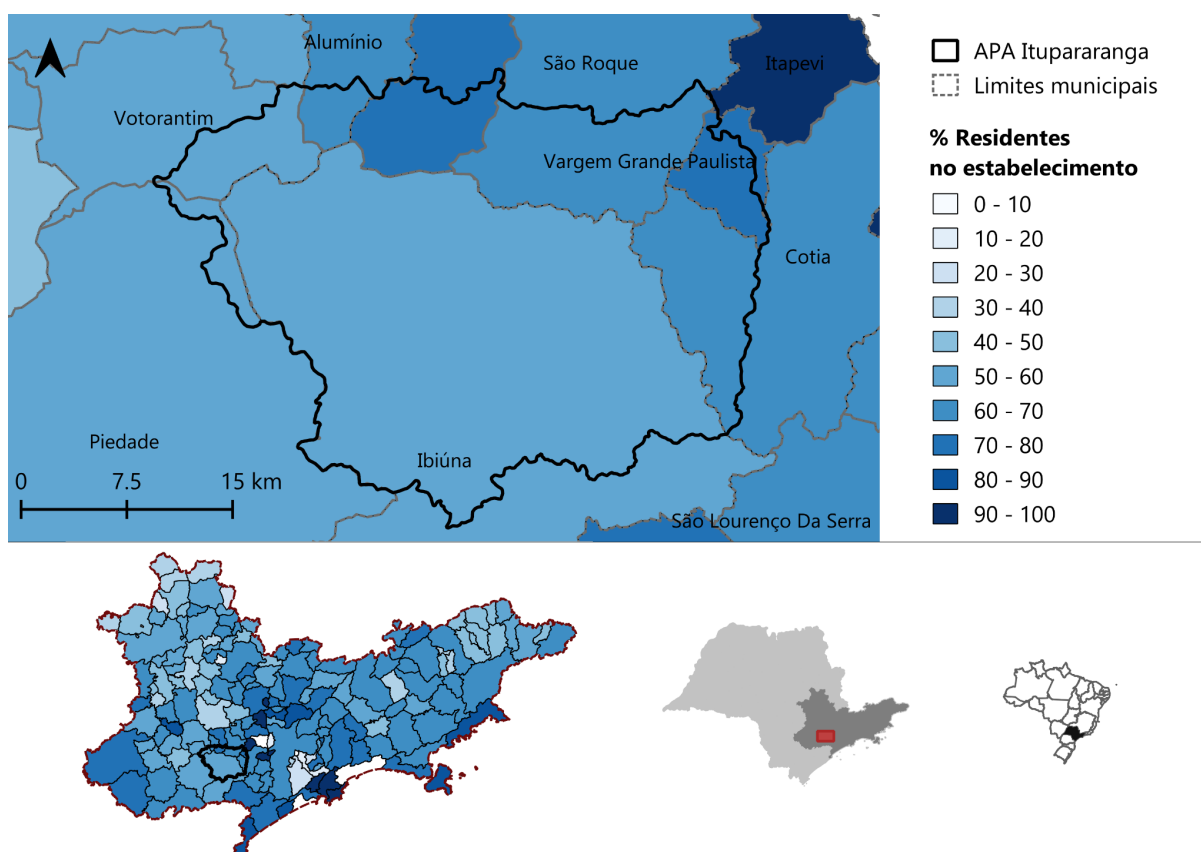 Alumínio
São Roque
Itapevi
Votorantim
Vargem Grande Paulista
Cotia
Piedade
Ibiúna
São Lourenço Da Serra
0 7.5 15 km
APA Itupararanga
Limites municipais
% Residentes
no estabelecimento
0 - 10
10 - 20
20 - 30
30 - 40
40 - 50
50 - 60
60 - 70
70 - 80
80 - 90
90 - 100